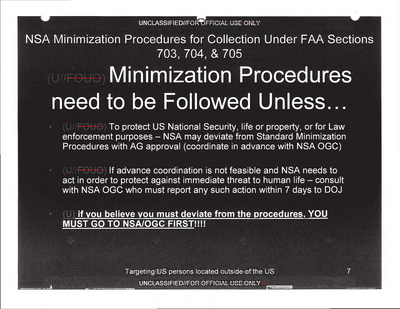 UNCLASSIFIED//FOR OFFICIAL USE ONLY
NSA Minimization Procedures for Collection Under FAA Sections
703, 704, & 705
(U//FOUO) Minimization Procedures
need to be Followed Unless…
(U//FOUO) To protect US National Security, life or property, or for Law
enforcement purposes – NSA may deviate from Standard Minimization
Procedures with AG approval (coordinate in advance with NSA OGC)
(U//FOUO) If advance coordination is not feasible and NSA needs to
act in order to protect against immediate threat to human life – consult
with NSA OGC who must report any such action within 7 days to DOJ
(U) if you believe you must deviate from the procedures. YOU
MUST GO TO NSA/OGC FIRST!!!!
Targeting US persons located outside of the US
7
UNCLASSIFIED//FOR OFFICIAL USE ONLY